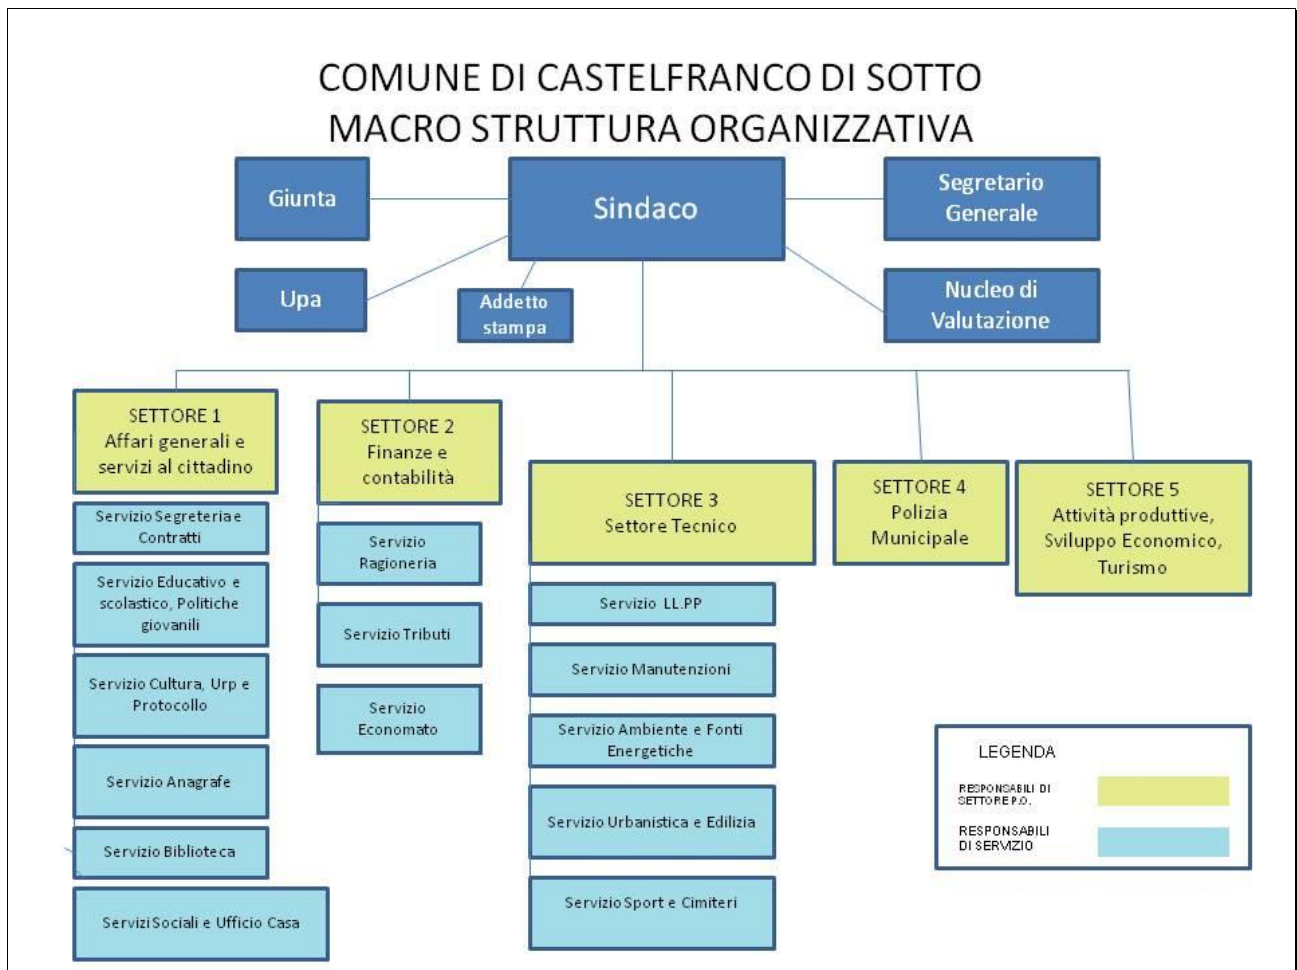 COMUNE DI CASTELFRANCO DI SOTTO
MACRO STRUTTURA ORGANIZZATIVA
Giunta
Sindaco
Segretario
Generale
Upa
Addetto
stampa
Nucleo di
Valutazione
SETTORE 1
Affari generali e
servizi al cittadino
Servizio Segreteria e
Contratti
Servizio Educativo e
scolastico, Politiche
giovanili
Servizio Cultura, Urp e
Protocollo
Servizio Anagrafe
Servizio Biblioteca
Servizi Sociali e Ufficio Casa
SETTORE 2
Finanze e
contabilità
Servizio
Ragioneria
Servizio Tributi
Servizio
Economato
SETTORE 3
Settore Tecnico
Servizio LL.PP
Servizio Manutenzioni
Servizio Ambiente e Fonti
Energetiche
Servizio Urbanistica e Edilizia
Servizio Sport e Cimiteri
SETTORE 4
Polizia
Municipale
SETTORE 5
Attività produttive,
Sviluppo Economico,
Turismo
LEGENDA
RESPONSABILI DI
SETTORE P.O.
RESPONSABILI
DI SERVIZIO